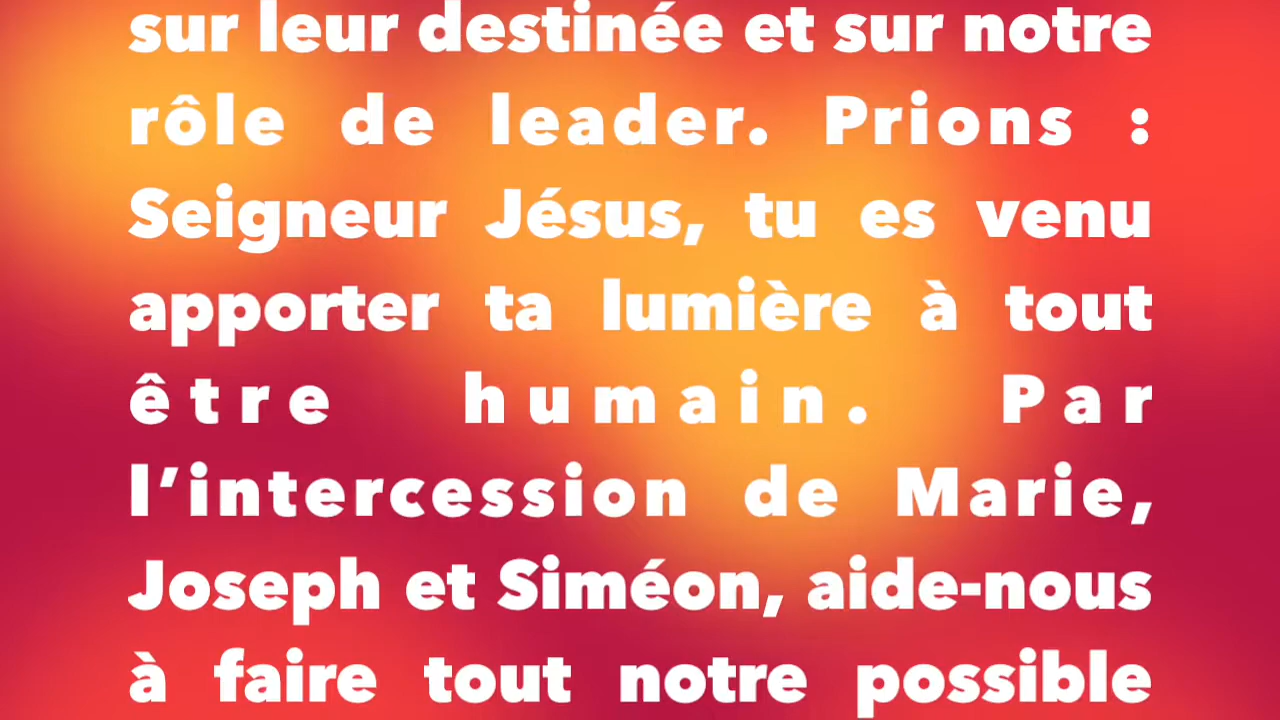 sur leur destinée et sur notre
rôle de leader. Prions :
Seigneur Jésus, tu es venu
apporter ta lumière à tout
être humain. Par
l’intercession de Marie,
Joseph et Siméon, aide-nous
à faire tout notre possible